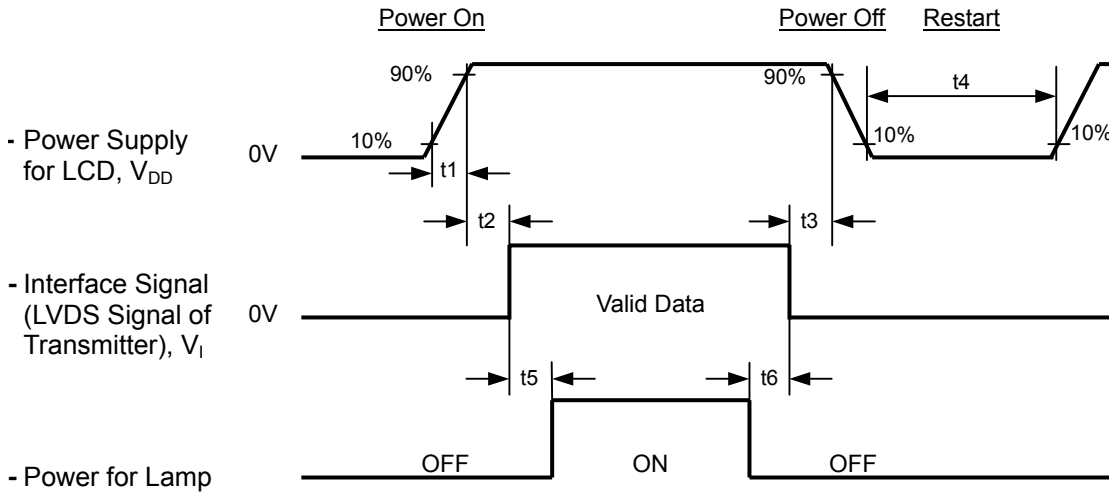 Power On Power Off Restart
90% 90% t4
- Power Supply
for LCD, VDD
0V 10% 10% 10%
t1
t2 t3
- Interface Signal
(LVDS Signal of
Transmitter), VI
0V Valid Data
t5 t6
- Power for Lamp
OFF ON OFF